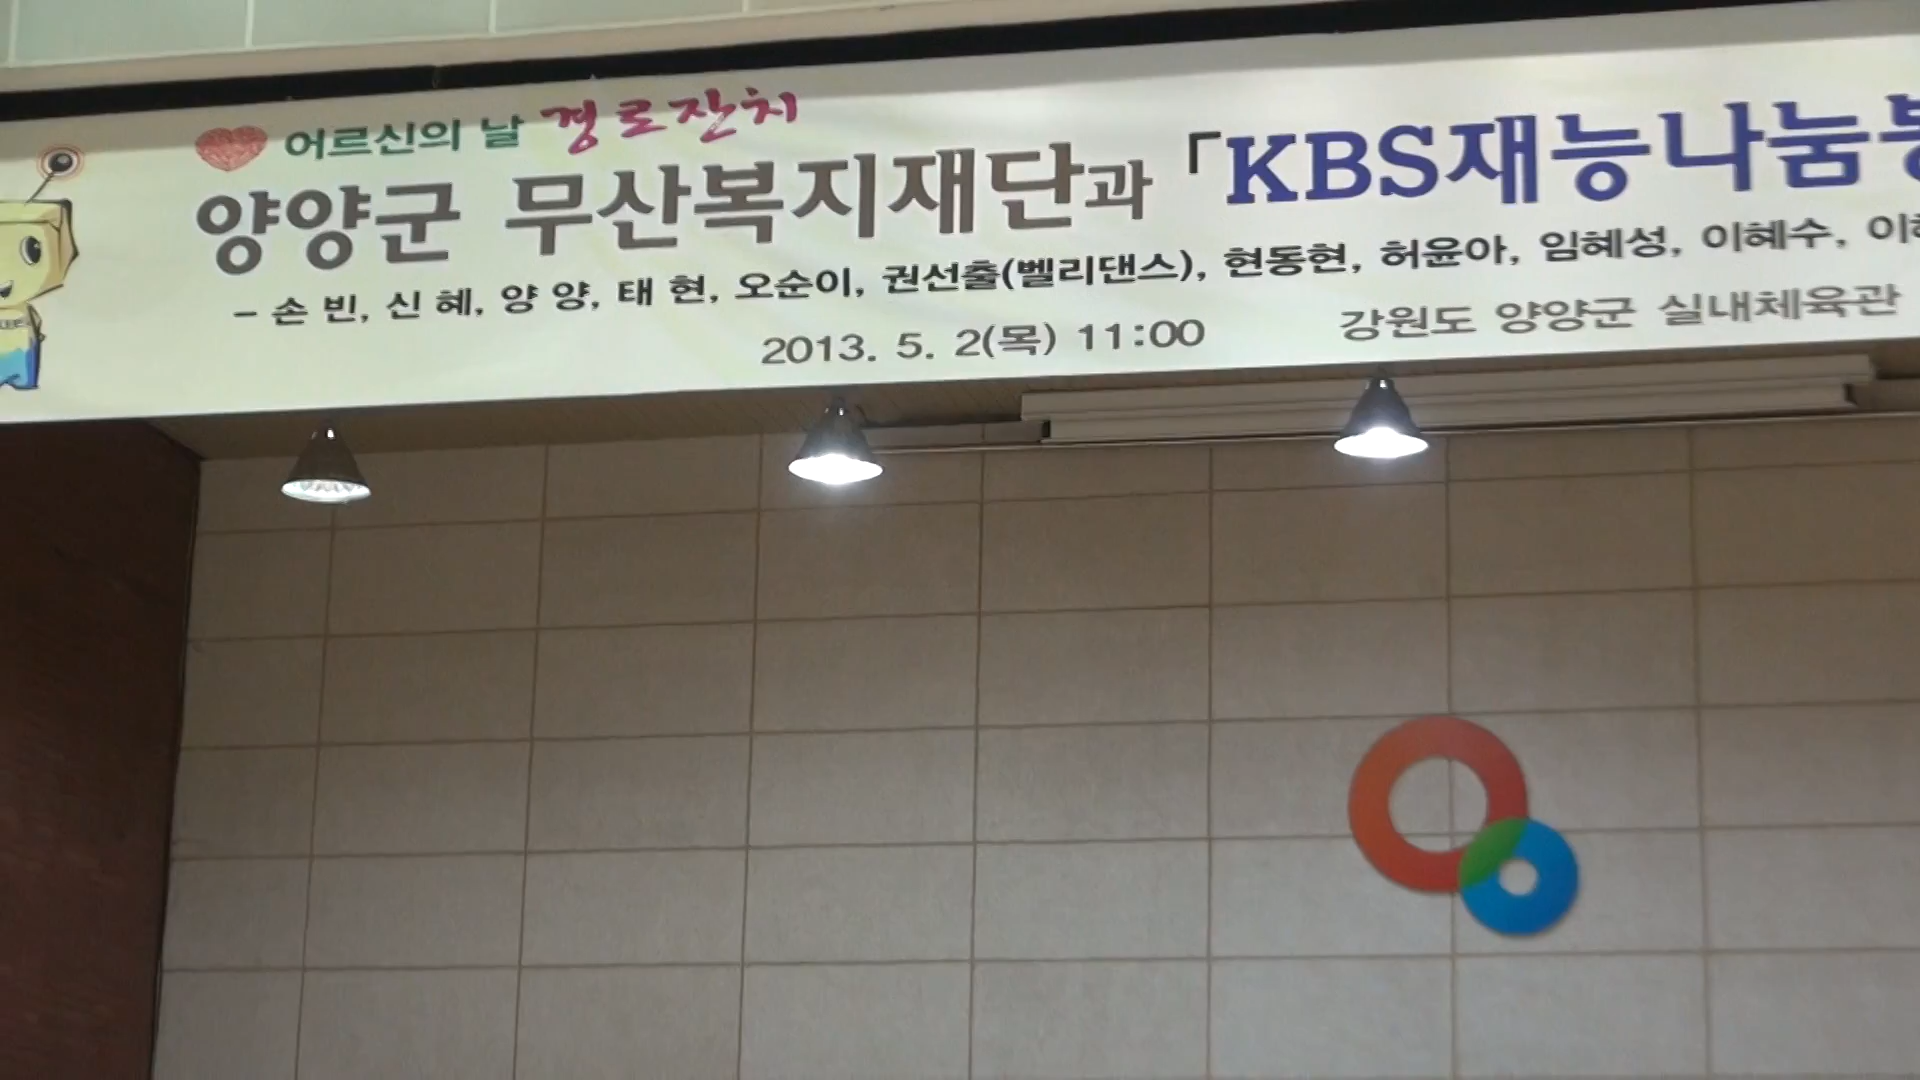 어르신의 날 경로잔치
양양군 무산복지재단과 「KBS재능나눔
- 손 빈, 신 혜, 양 양, 태 현, 오순이, 권선출(벨리댄스), 현동현, 허윤아, 임혜성, 이혜수,
2013. 5. 2(목) 11:00 강원도 양양군 실내체육관